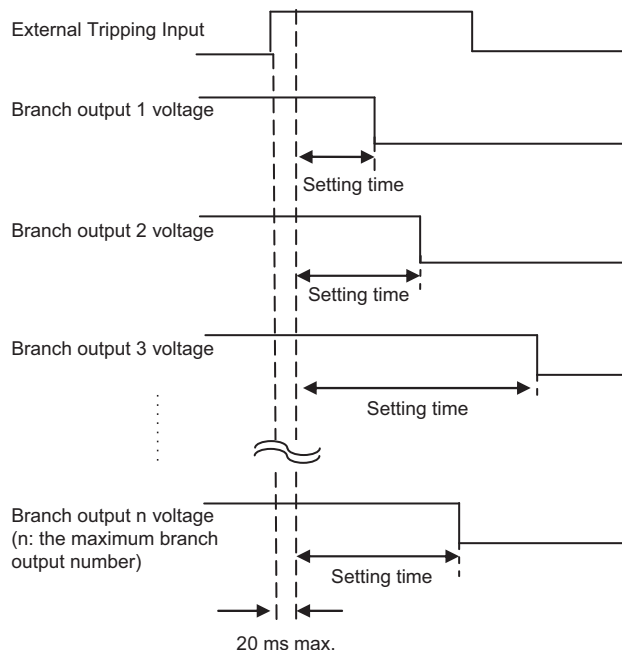 External Tripping Input
Branch output 1 voltage
Setting time
Branch output 2 voltage
Setting time
Branch output 3 voltage
Setting time
Branch output n voltage
(n: the maximum branch
output number)
Setting time
20 ms max.